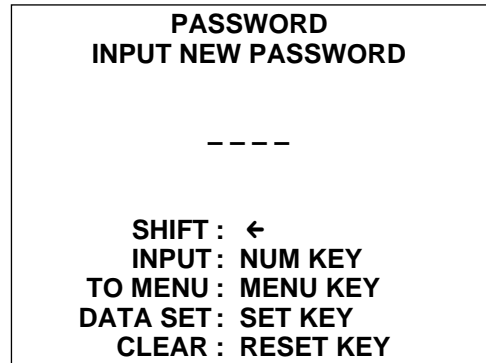 PASSWORD
INPUT NEW PASSWORD
– – – –
SHIFT : ←
INPUT : NUM KEY
TO MENU : MENU KEY
DATA SET : SET KEY
CLEAR : RESET KEY